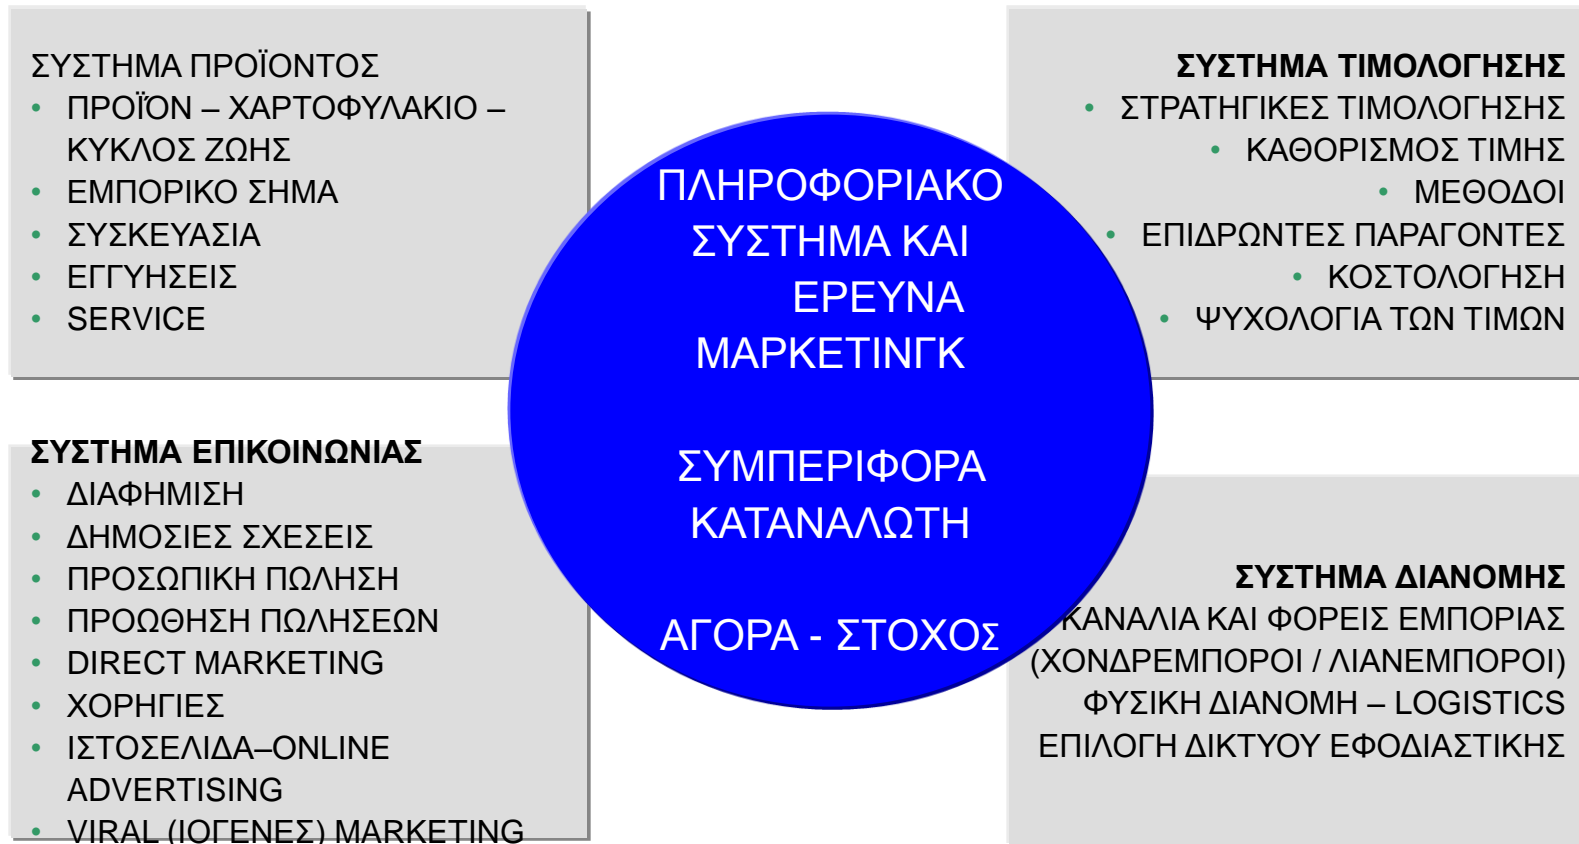 ΣΥΣΤΗΜΑ ΠΡΟΪΟΝΤΟΣ
• ΠΡΟΪΌΝ – ΧΑΡΤΟΦΥΛΑΚΙΟ –
ΚΥΚΛΟΣ ΖΩΗΣ
• ΕΜΠΟΡΙΚΟ ΣΗΜΑ
• ΣΥΣΚΕΥΑΣΙΑ
• ΕΓΓΥΗΣΕΙΣ
• SERVICE
ΣΥΣΤΗΜΑ ΤΙΜΟΛΟΓΗΣΗΣ
• ΣΤΡΑΤΗΓΙΚΕΣ ΤΙΜΟΛΟΓΗΣΗΣ
• ΚΑΘΟΡΙΣΜΟΣ ΤΙΜΗΣ
• ΜΕΘΟΔΟΙ
• ΕΠΙΔΡΩΝΤΕΣ ΠΑΡΑΓΟΝΤΕΣ
• ΚΟΣΤΟΛΟΓΗΣΗ
• ΨΥΧΟΛΟΓΙΑ ΤΩΝ ΤΙΜΩΝ
ΠΛΗΡΟΦΟΡΙΑΚΟ
ΣΥΣΤΗΜΑ ΚΑΙ
ΕΡΕΥΝΑ
ΜΑΡΚΕΤΙΝΓΚ
ΣΥΜΠΕΡΙΦΟΡΑ
ΚΑΤΑΝΑΛΩΤΗ
ΑΓΟΡΑ - ΣΤΟΧΟΣ
ΣΥΣΤΗΜΑ ΕΠΙΚΟΙΝΩΝΙΑΣ
• ΔΙΑΦΗΜΙΣΗ
• ΔΗΜΟΣΙΕΣ ΣΧΕΣΕΙΣ
• ΠΡΟΣΩΠΙΚΗ ΠΩΛΗΣΗ
• ΠΡΟΩΘΗΣΗ ΠΩΛΗΣΕΩΝ
• DIRECT MARKETING
• ΧΟΡΗΓΙΕΣ
• ΙΣΤΟΣΕΛΙΔΑ–ONLINE
ADVERTISING
• VIRAL (ΙΟΓΕΝΕΣ) MARKETING
ΣΥΣΤΗΜΑ ΔΙΑΝΟΜΗΣ
ΚΑΝΑΛΙΑ ΚΑΙ ΦΟΡΕΙΣ ΕΜΠΟΡΙΑΣ
(ΧΟΝΔΡΕΜΠΟΡΟΙ / ΛΙΑΝΕΜΠΟΡΟΙ)
ΦΥΣΙΚΗ ΔΙΑΝΟΜΗ – LOGISTICS
ΕΠΙΛΟΓΗ ΔΙΚΤΥΟΥ ΕΦΟΔΙΑΣΤΙΚΗΣ